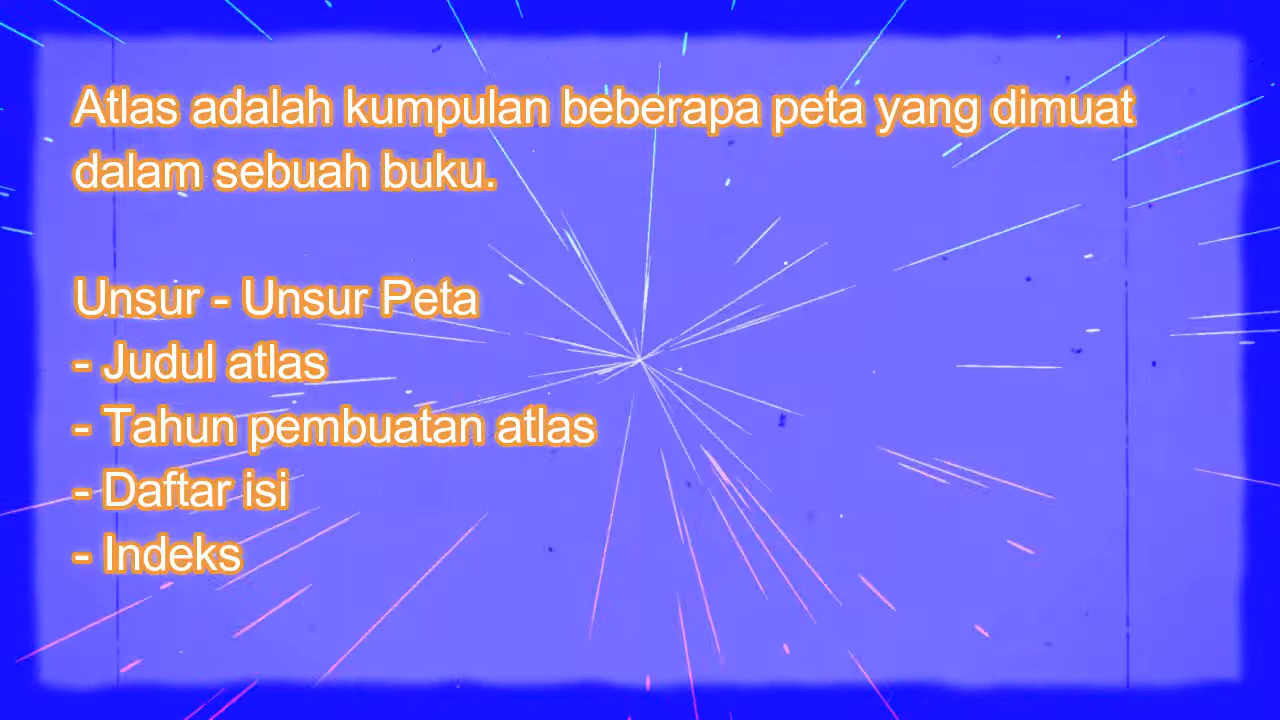 Atlas adalah kumpulan beberapa peta yang dimuat
dalam sebuah buku.
Unsur - Unsur Peta
- Judul atlas
- Tahun pembuatan atlas
- Daftar isi
- Indeks